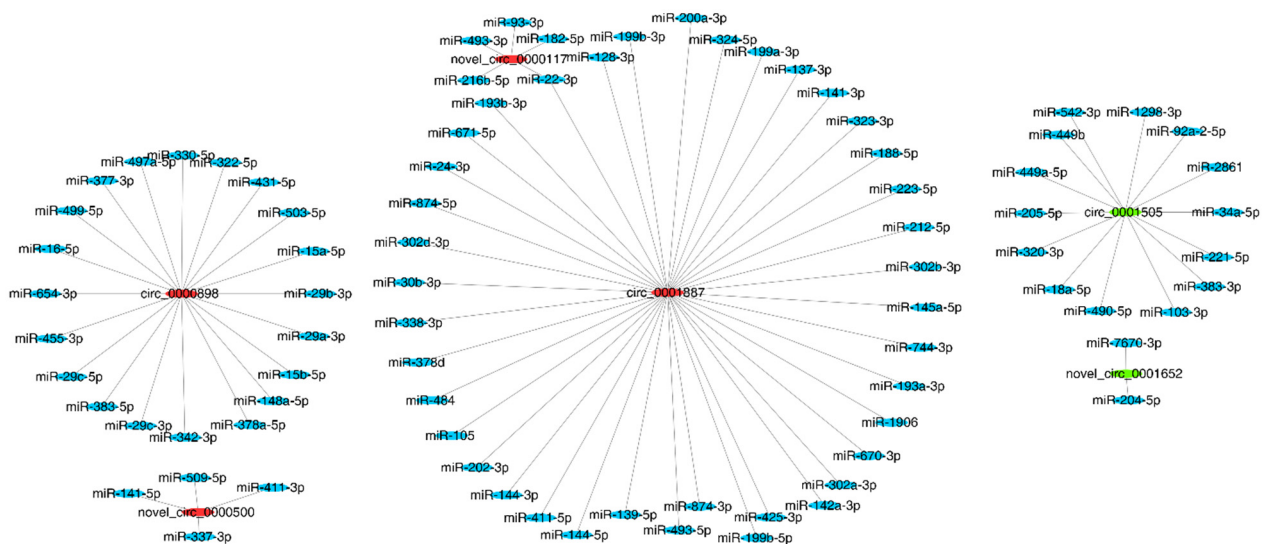 miR-330-5p
miR-497a-5p
miR-322-5p
miR-377-3p
miR-431-5p
miR-499-5p
miR-503-5p
miR-16-5p
miR-15a-5p
miR-654-3p
circ_0000898
miR-29b-3p
miR-455-3p
miR-29a-3p
miR-29c-5p
miR-15b-5p
miR-383-5p
miR-148a-5p
miR-29c-3p
miR-378a-5p
miR-342-3p
miR-509-5p
miR-141-5p
miR-411-3p
novel_circ_0000500
miR-337-3p
miR-93-3p
miR-493-3p
miR-182-5p
novel_circ_0000117
miR-216b-5p
miR-22-3p
miR-200a-3p
miR-199b-3p
miR-324-5p
miR-128-3p
miR-199a-3p
miR-137-3p
miR-193b-3p
miR-141-3p
miR-671-5p
miR-323-3p
miR-24-3p
miR-188-5p
miR-874-5p
miR-223-5p
miR-302d-3p
miR-212-5p
miR-30b-3p
miR-302b-3p
circ_0001887
miR-338-3p
miR-145a-5p
miR-378d
miR-744-3p
miR-484
miR-193a-3p
miR-105
miR-1906
miR-202-3p
miR-670-3p
miR-144-3p
miR-302a-3p
miR-411-5p
miR-142a-3p
miR-139-5p
miR-874-3p
miR-425-3p
miR-144-5p
miR-493-5p
miR-199b-5p
miR-542-3p
miR-1298-3p
miR-449b
miR-92a-2-5p
miR-449a-5p
miR-2861
miR-205-5p
circ_0001505
miR-34a-5p
miR-320-3p
miR-221-5p
miR-18a-5p
miR-383-3p
miR-490-5p
miR-103-3p
miR-7670-3p
novel_circ_0001652
miR-204-5p